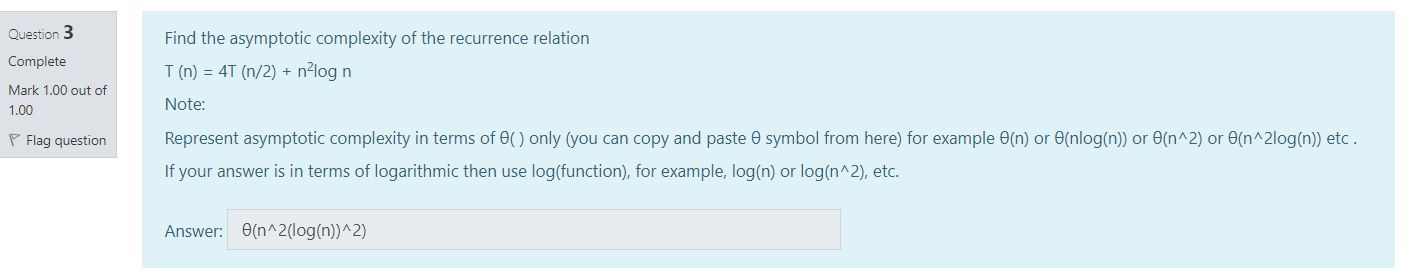 Question 3
Complete
Mark 1.00 out of
1.00
Flag question
Find the asymptotic complexity of the recurrence relation
T (n) = 4T (n/2) + n²log n
Note:
Represent asymptotic complexity in terms of θ( ) only (you can copy and paste θ symbol from here) for example θ(n) or θ(nlog(n)) or θ(n^2) or θ(n^2log(n)) etc .
If your answer is in terms of logarithmic then use log(function), for example, log(n) or log(n^2), etc.
Answer: θ(n^2(log(n))^2)